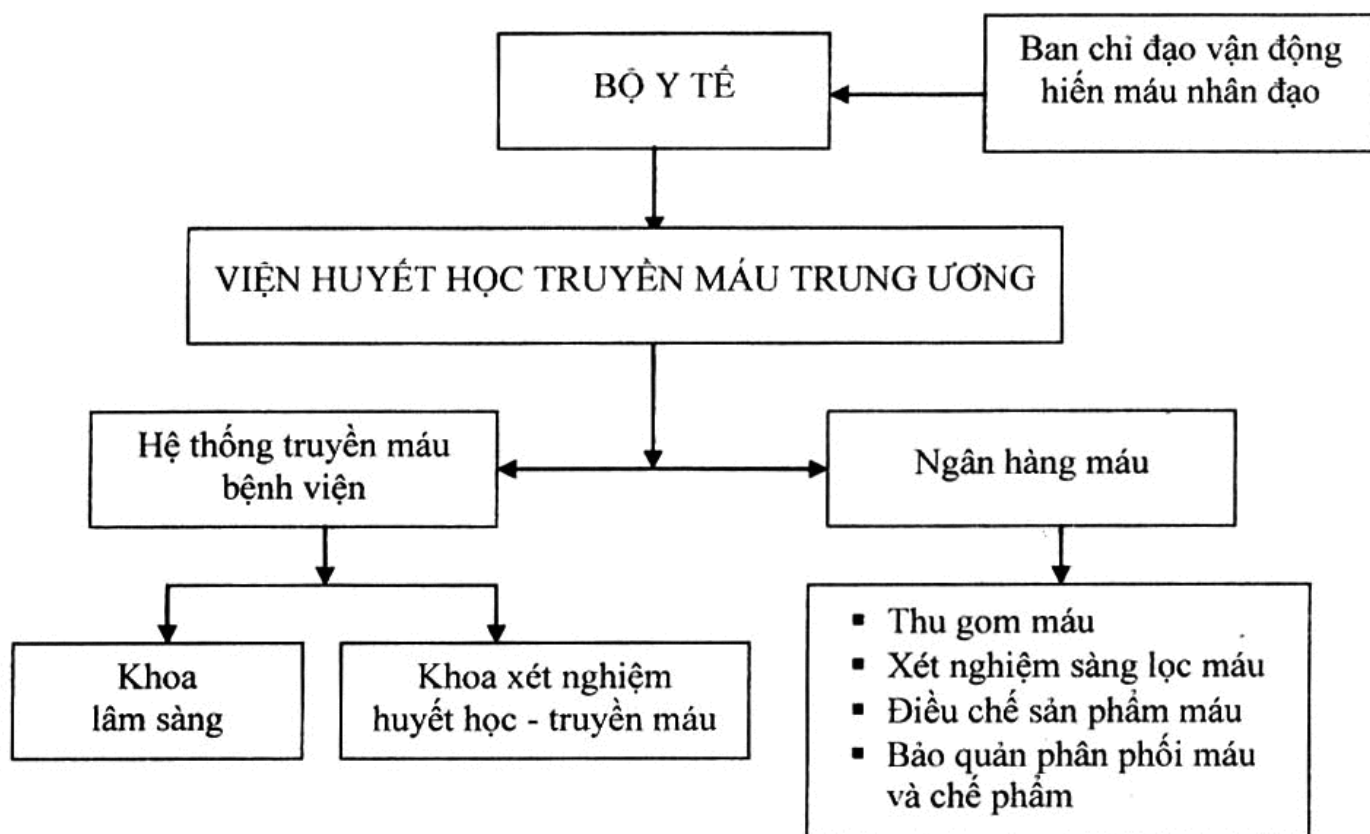 Ban chỉ đạo vận động
hiến máu nhân đạo
BỘ Y TẾ
VIỆN HUYẾT HỌC TRUYỀN MÁU TRUNG ƯƠNG
Hệ thống truyền máu
bệnh viện
Ngân hàng máu
Khoa
lâm sàng
Khoa xét nghiệm
huyết học - truyền máu
▪ Thu gom máu
▪ Xét nghiệm sàng lọc máu
▪ Điều chế sản phẩm máu
▪ Bảo quản phân phối máu
và chế phẩm